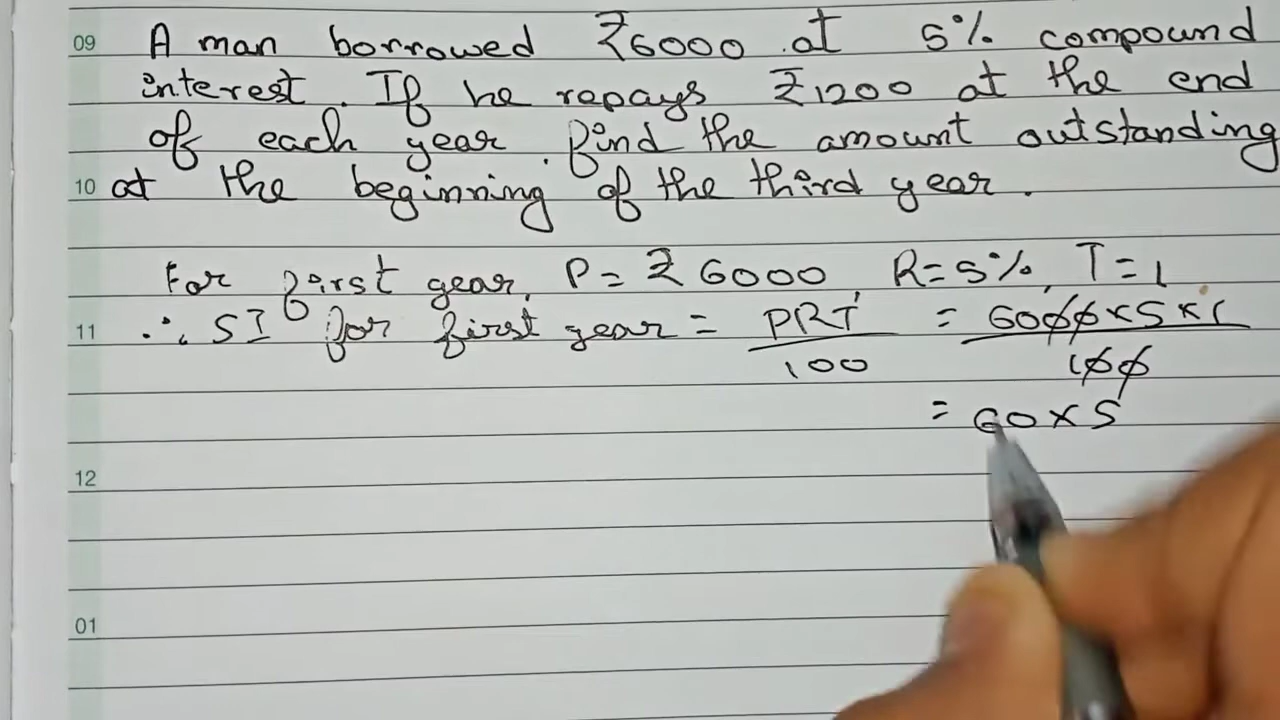 09 A man borrowed ₹6000 at 5% compound
interest. If he repays ₹1200 at the end
of each year. Find the amount outstanding
10 at the beginning of the third year.
For first year, P = ₹6000, R = 5%, T = 1
11 ∴ SI for first year = PRT/100 = 6000×5×1/100
= 60×5
12
01